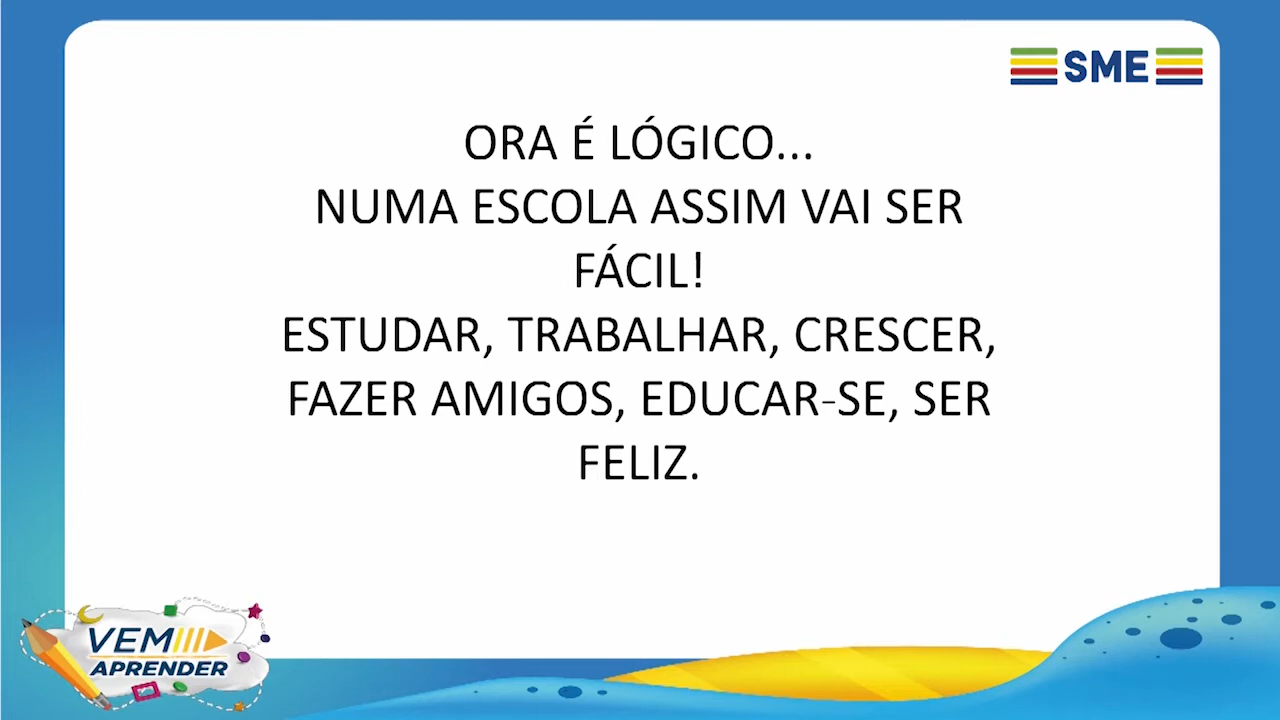 SME
ORA É LÓGICO...
NUMA ESCOLA ASSIM VAI SER
FÁCIL!
ESTUDAR, TRABALHAR, CRESCER,
FAZER AMIGOS, EDUCAR-SE, SER
FELIZ.
VEM
APRENDER